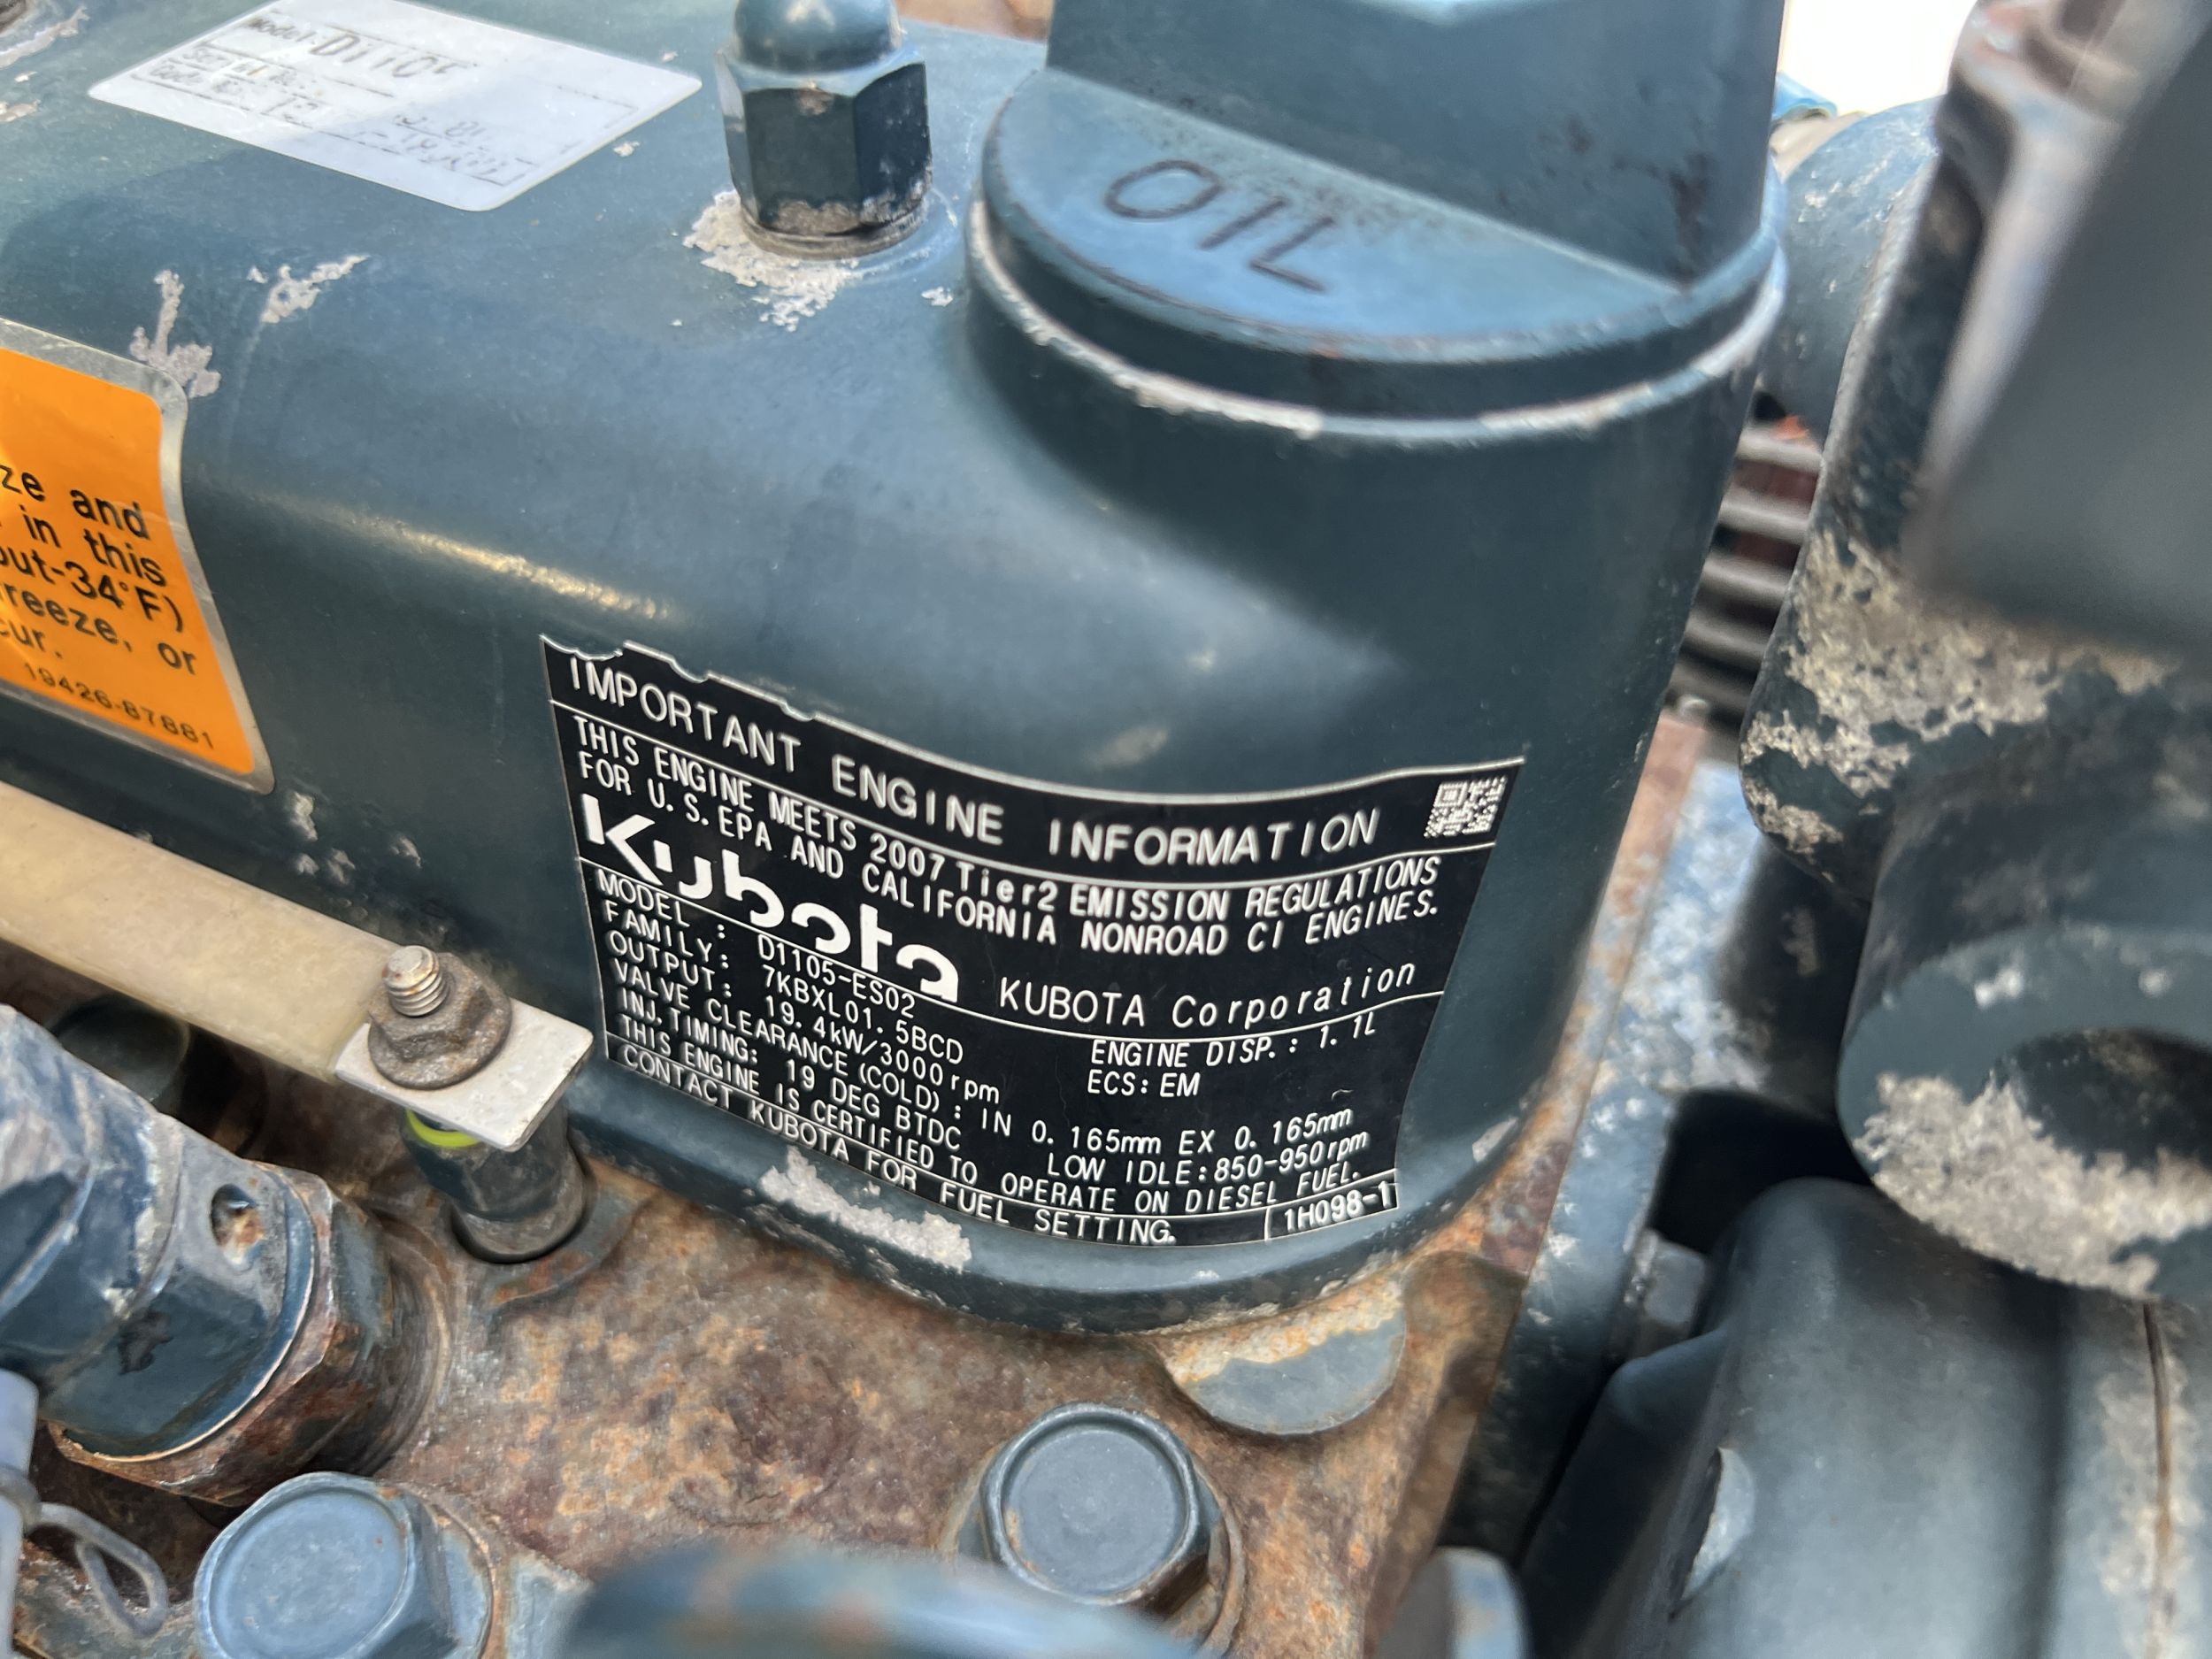 Model
OIL
ze and
in this
out-34°F)
reeze, or
cur.
19426-87881
IMPORTANT ENGINE INFORMATION
THIS ENGINE MEETS 2007 Tier2 EMISSION REGULATIONS
FOR U.S. EPA AND CALIFORNIA NONROAD CI ENGINES.
Kubota KUBOTA Corporation
MODEL : D1105-ES02
FAMILY: 7KBXL01.5BCD ENGINE DISP.: 1.1L
OUTPUT: 19.4kW/3000rpm ECS: EM
VALVE CLEARANCE (COLD): IN 0.165mm EX 0.165mm
INJ. TIMING: 19 DEG BTDC LOW IDLE:850-950rpm
THIS ENGINE IS CERTIFIED TO OPERATE ON DIESEL FUEL.
CONTACT KUBOTA FOR FUEL SETTING. 1H098-1